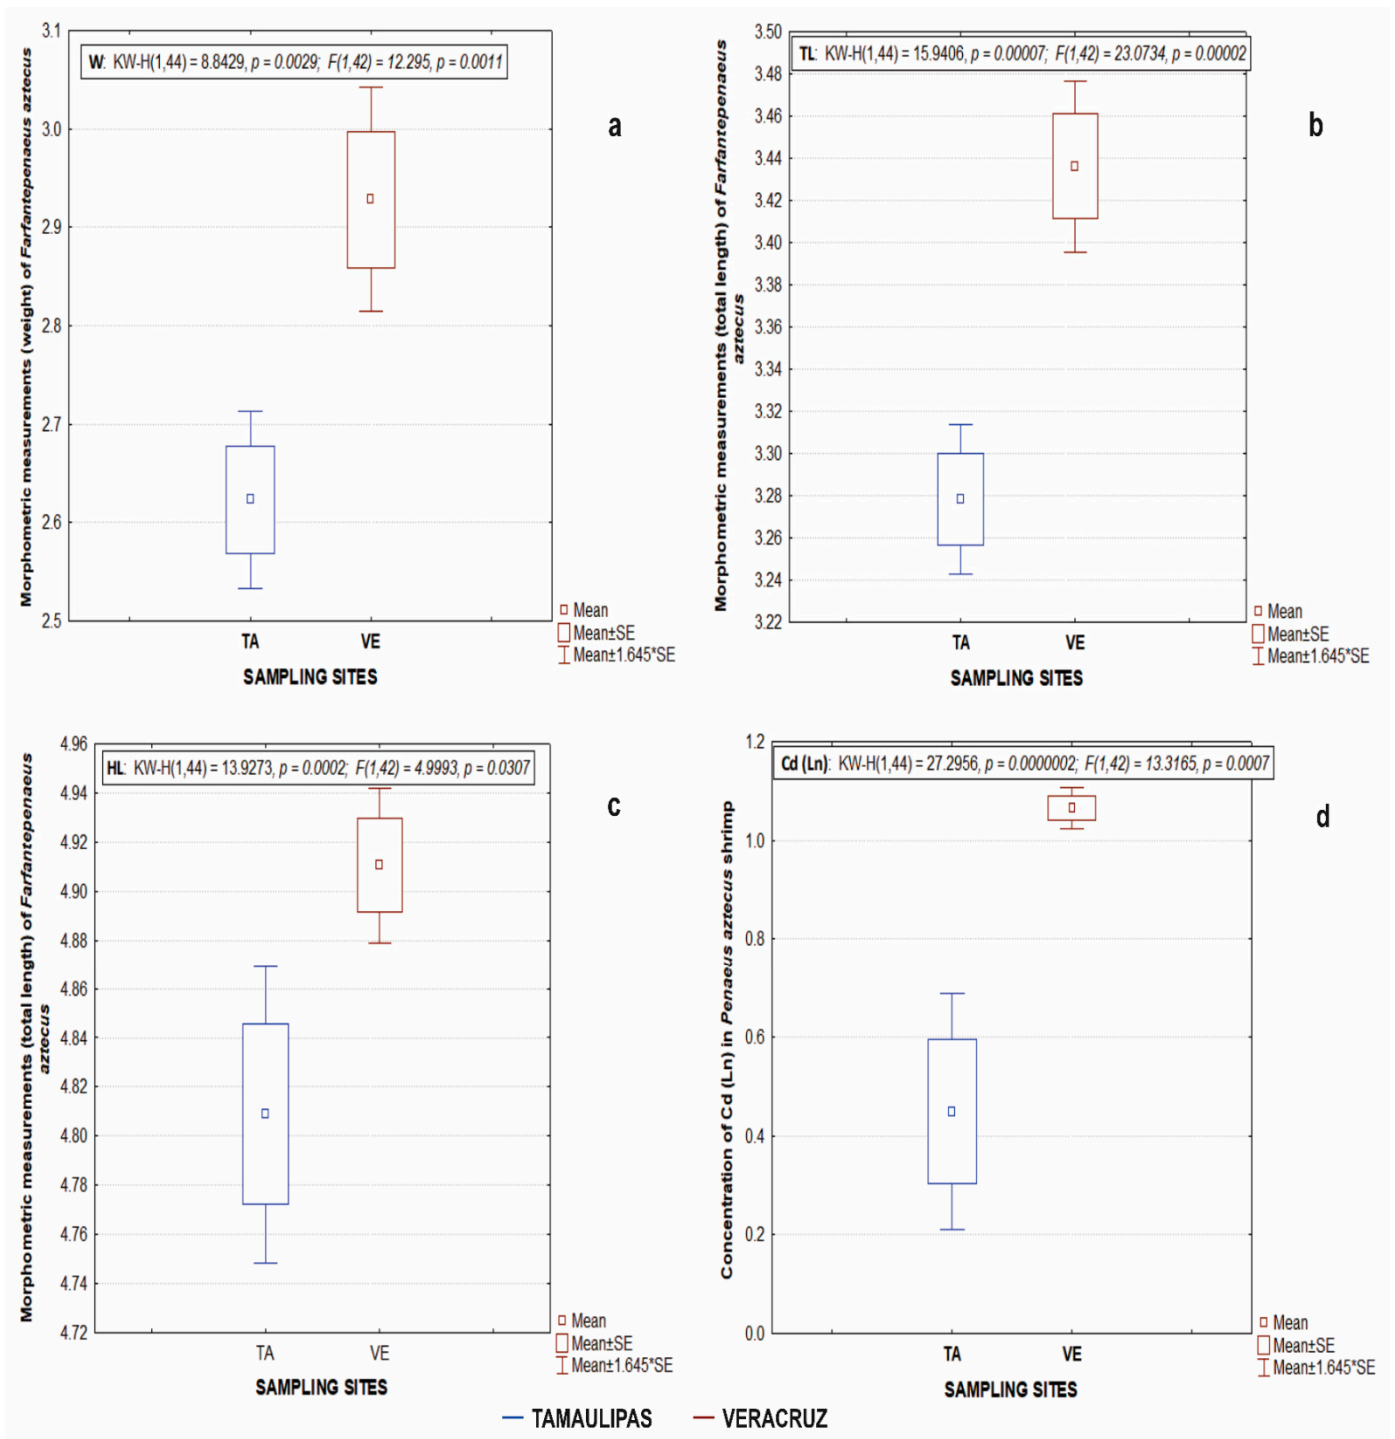 W: KW-H(1,44) = 8.8429, p = 0.0029; F(1,42) = 12.295, p = 0.0011
a
Morphometric measurements (weight) of Farfantepenaeus aztecus
3.1
3.0
2.9
2.8
2.7
2.6
2.5
TA
VE
SAMPLING SITES
Mean
Mean±SE
Mean±1.645*SE
TL: KW-H(1,44) = 15.9406, p = 0.00007; F(1,42) = 23.0734, p = 0.00002
b
Morphometric measurements (total length) of Farfantepenaeus
aztecus
3.50
3.48
3.46
3.44
3.42
3.40
3.38
3.36
3.34
3.32
3.30
3.28
3.26
3.24
3.22
TA
VE
SAMPLING SITES
Mean
Mean±SE
Mean±1.645*SE
HL: KW-H(1,44) = 13.9273, p = 0.0002; F(1,42) = 4.9993, p = 0.0307
c
Morphometric measurements (total length) of Farfantepenaeus
aztecus
4.96
4.94
4.92
4.90
4.88
4.86
4.84
4.82
4.80
4.78
4.76
4.74
4.72
TA
VE
SAMPLING SITES
Mean
Mean±SE
Mean±1.645*SE
Cd (Ln): KW-H(1,44) = 27.2956, p = 0.0000002; F(1,42) = 13.3165, p = 0.0007
d
Concentration of Cd (Ln) in Penaeus aztecus shrimp
1.2
1.0
0.8
0.6
0.4
0.2
0.0
TA
VE
SAMPLING SITES
Mean
Mean±SE
Mean±1.645*SE
TAMAULIPAS
VERACRUZ